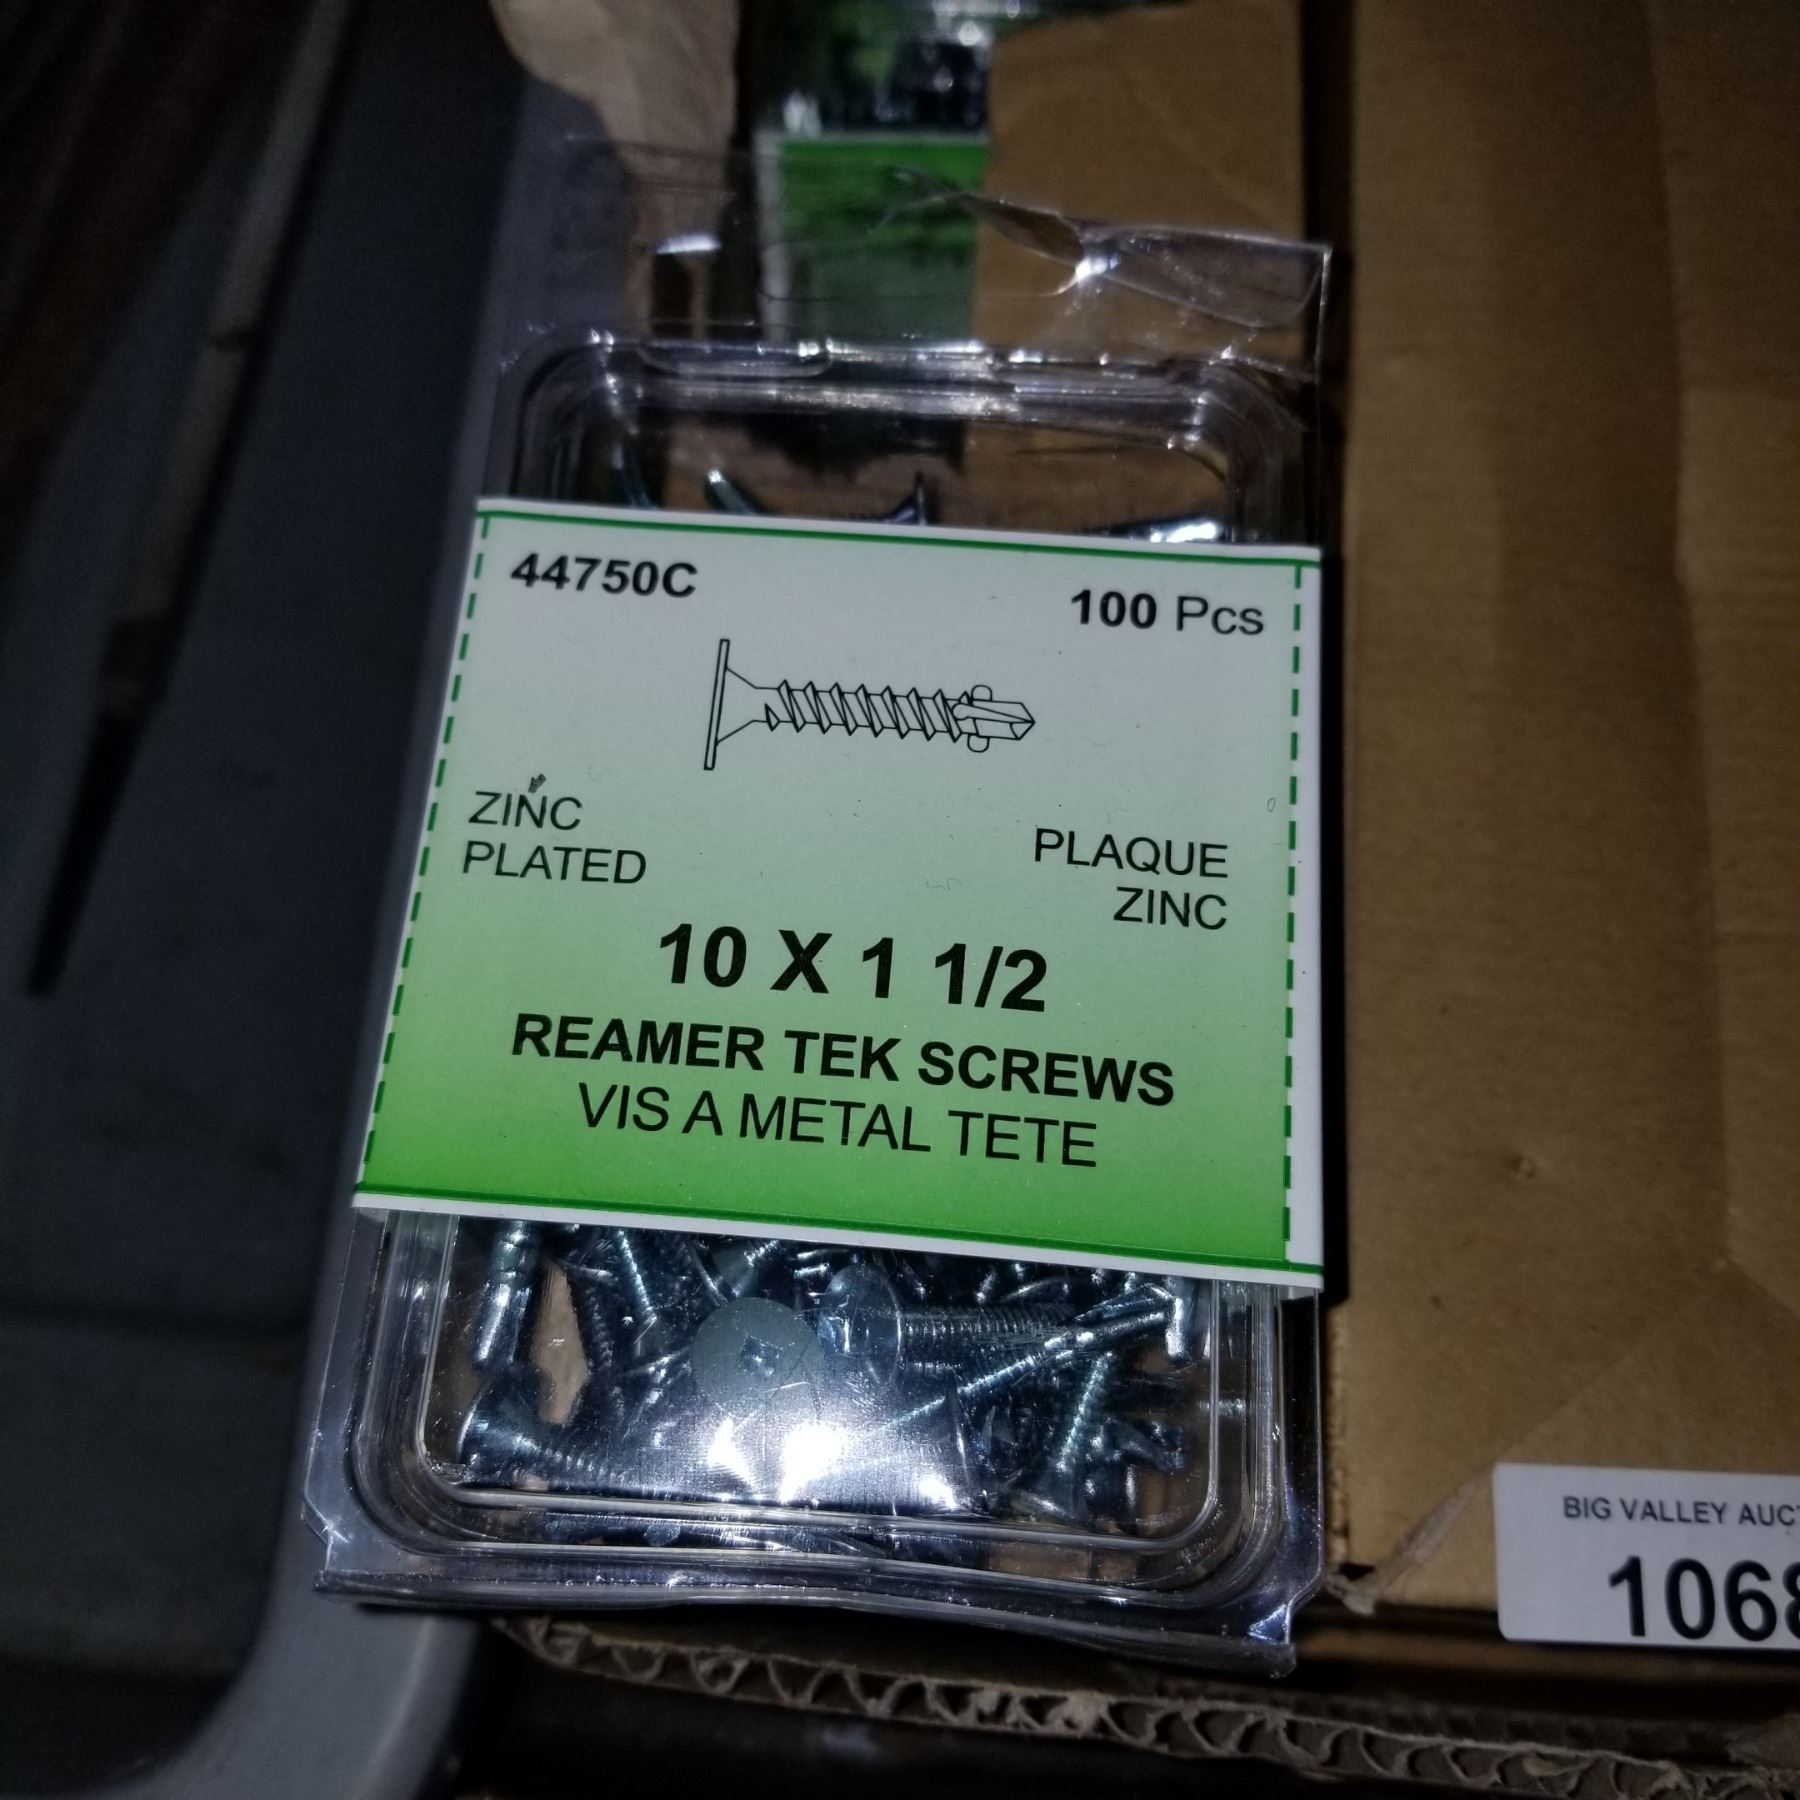 44750C
100 Pcs
ZINC
PLATED
PLAQUE
ZINC
10 X 1 1/2
REAMER TEK SCREWS
VIS A METAL TETE
BIG VALLEY
1068